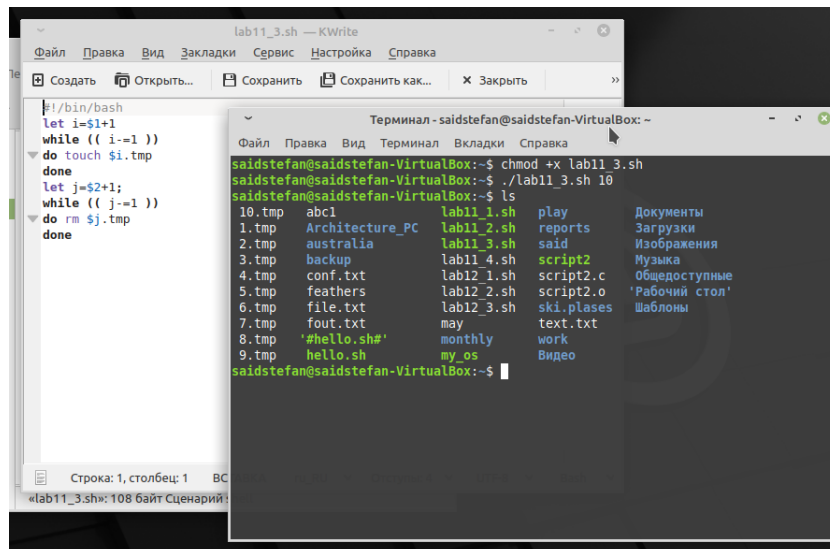 lab11_3.sh — KWrite
Файл Правка Вид Закладки Сервис Настройка Справка
Создать Открыть... Сохранить Сохранить как... Закрыть »
#!/bin/bash
let i=$1+1
while (( i-=1 ))
do touch $i.tmp
done
let j=$2+1;
while (( j-=1 ))
do rm $j.tmp
done
Строка: 1, столбец: 1
«lab11_3.sh»: 108 байт Сценарий
Терминал - saidstefan@saidstefan-VirtualBox: ~
Файл Правка Вид Терминал Вкладки Справка
saidstefan@saidstefan-VirtualBox:~$ chmod +x lab11_3.sh
saidstefan@saidstefan-VirtualBox:~$ ./lab11_3.sh 10
saidstefan@saidstefan-VirtualBox:~$ ls
10.tmp abc1 lab11_1.sh play Документы
1.tmp Architecture_PC lab11_2.sh reports Загрузки
2.tmp australia lab11_3.sh said Изображения
3.tmp backup lab11_4.sh script2 Музыка
4.tmp conf.txt lab12_1.sh script2.c Общедоступные
5.tmp feathers lab12_2.sh script2.o 'Рабочий стол'
6.tmp file.txt lab12_3.sh ski.plases Шаблоны
7.tmp fout.txt may text.txt
8.tmp '#hello.sh#' monthly work
9.tmp hello.sh my_os Видео
saidstefan@saidstefan-VirtualBox:~$